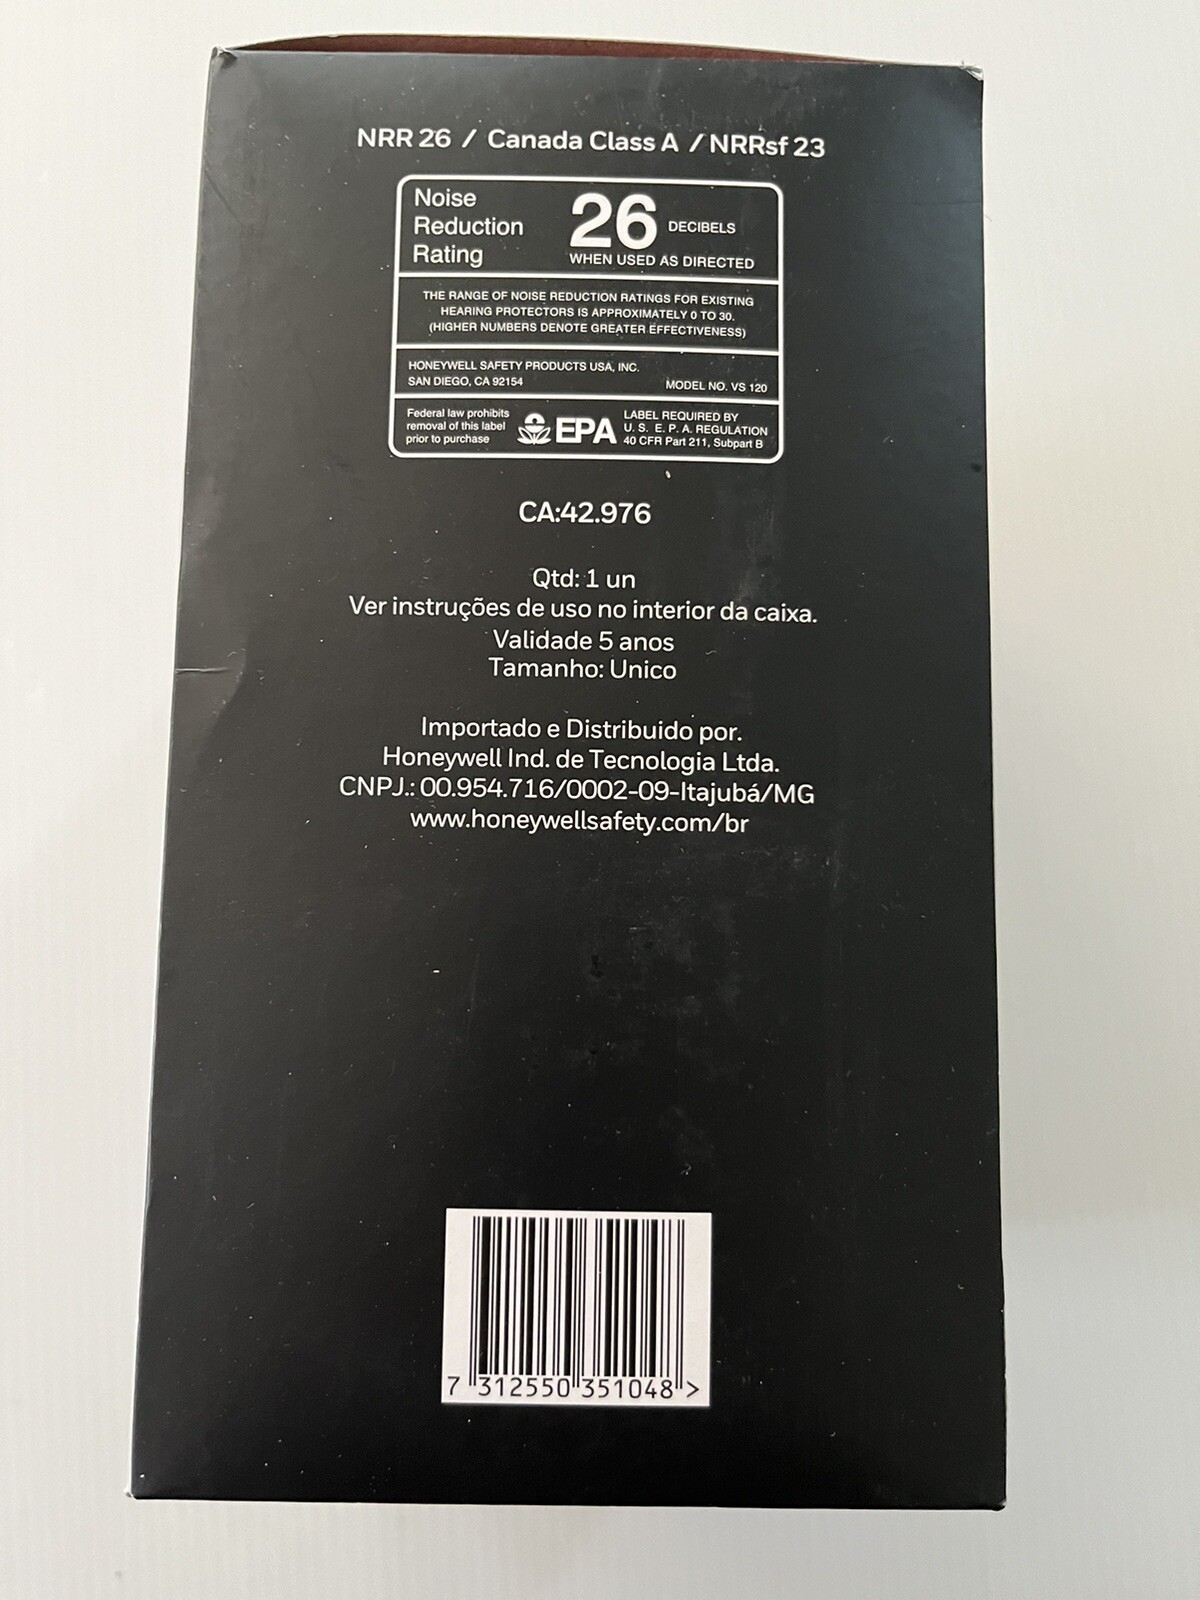 NRR 26 / Canada Class A / NRRsf 23
Noise
Reduction
Rating
26 DECIBELS
WHEN USED AS DIRECTED
THE RANGE OF NOISE REDUCTION RATINGS FOR EXISTING
HEARING PROTECTORS IS APPROXIMATELY 0 TO 30.
(HIGHER NUMBERS DENOTE GREATER EFFECTIVENESS)
HONEYWELL SAFETY PRODUCTS USA, INC.
SAN DIEGO, CA 92154
MODEL NO. VS 120
Federal law prohibits
removal of this label
prior to purchase
EPA
LABEL REQUIRED BY
U. S. E. P. A. REGULATION
40 CFR Part 211, Subpart B
CA:42.976
Qtd: 1 un
Ver instruções de uso no interior da caixa.
Validade 5 anos
Tamanho: Unico
Importado e Distribuido por.
Honeywell Ind. de Tecnologia Ltda.
CNPJ.: 00.954.716/0002-09-Itajubá/MG
www.honeywellsafety.com/br
7 312550 351048 >